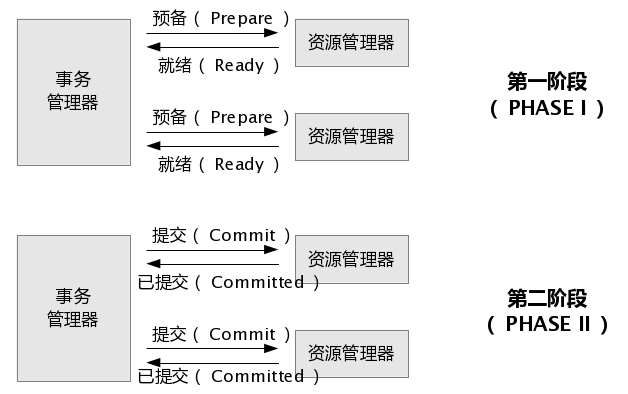 事务
管理器
预备（ Prepare ）
就绪（ Ready ）
资源管理器
预备（ Prepare ）
就绪（ Ready ）
资源管理器
第一阶段
（ PHASE I ）
事务
管理器
提交（ Commit ）
已提交（ Committed ）
资源管理器
提交（ Commit ）
已提交（ Committed ）
资源管理器
第二阶段
（ PHASE II ）